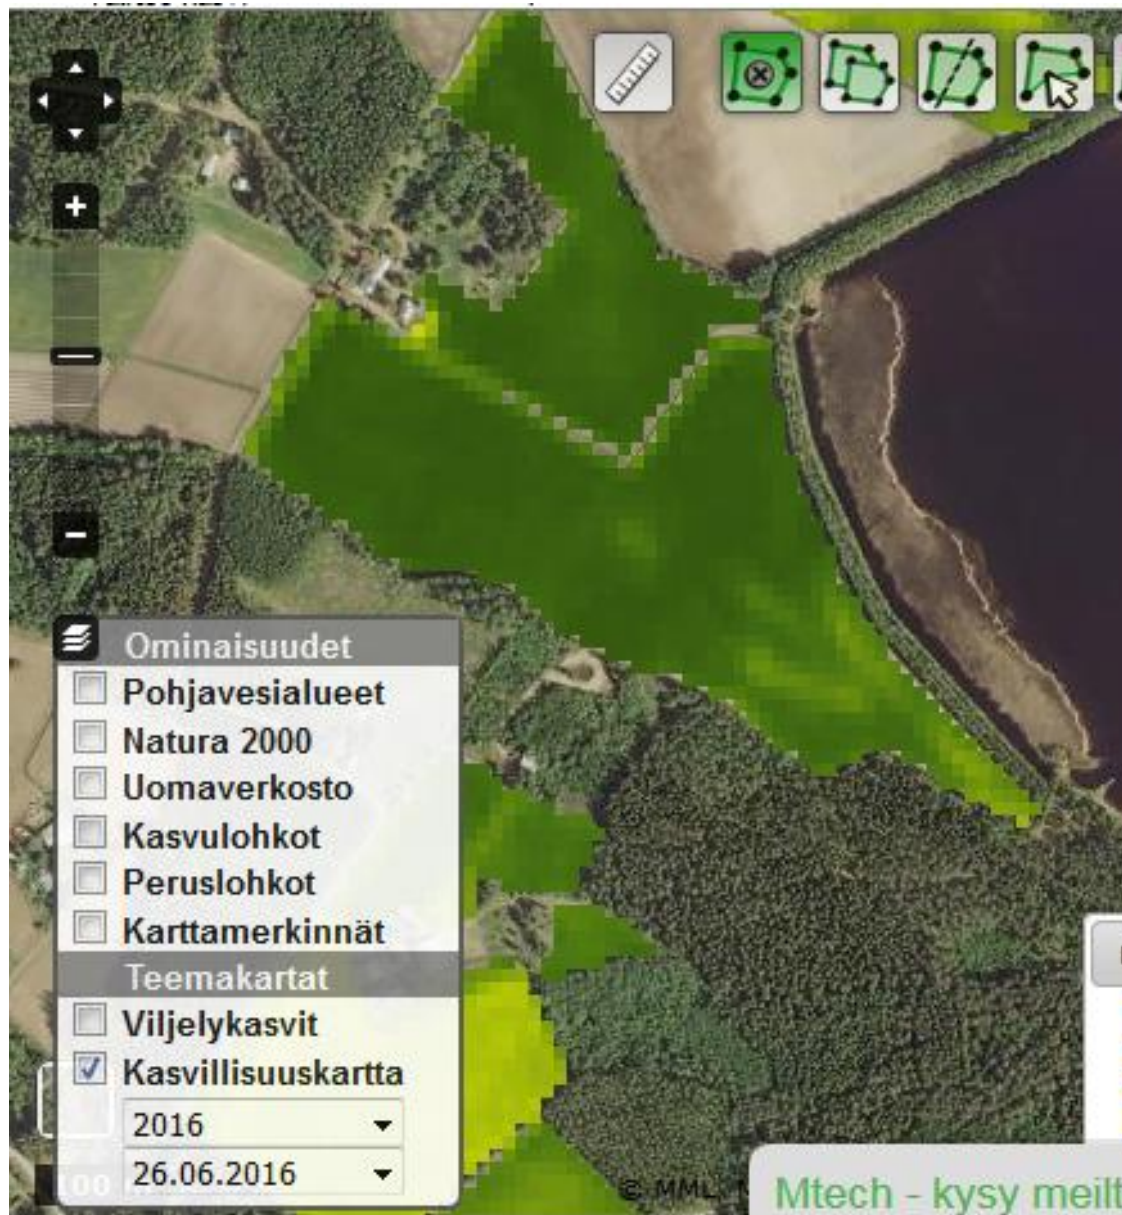 Ominaisuudet
Pohjavesialueet
Natura 2000
Uomaverkosto
Kasvulohkot
Peruslohkot
Karttamerkinnät
Teemakartat
Viljelykasvit
Kasvillisuuskartta
2016
26.06.2016
100
© MML,
Mtech - kysy meilt